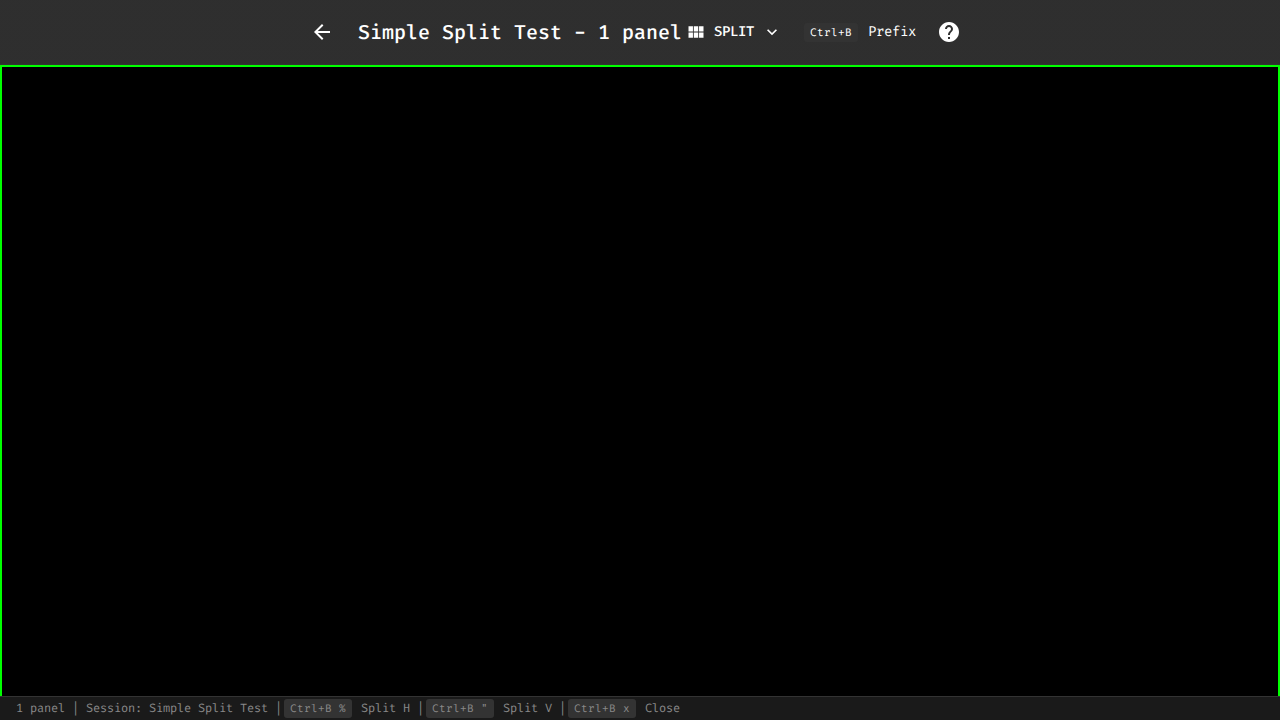 Simple Split Test - 1 panel SPLIT Ctrl+B Prefix
1 panel | Session: Simple Split Test | Ctrl+B % Split H | Ctrl+B " Split V | Ctrl+B x Close